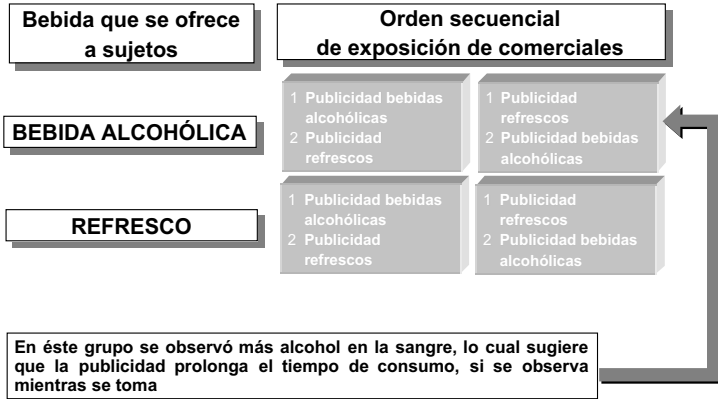 Bebida que se ofrece
a sujetos
Orden secuencial
de exposición de comerciales
BEBIDA ALCOHÓLICA
1 Publicidad bebidas
alcohólicas
2 Publicidad
refrescos
1 Publicidad
refrescos
2 Publicidad bebidas
alcohólicas
REFRESCO
1 Publicidad bebidas
alcohólicas
2 Publicidad
refrescos
1 Publicidad
refrescos
2 Publicidad bebidas
alcohólicas
En éste grupo se observó más alcohol en la sangre, lo cual sugiere
que la publicidad prolonga el tiempo de consumo, si se observa
mientras se toma